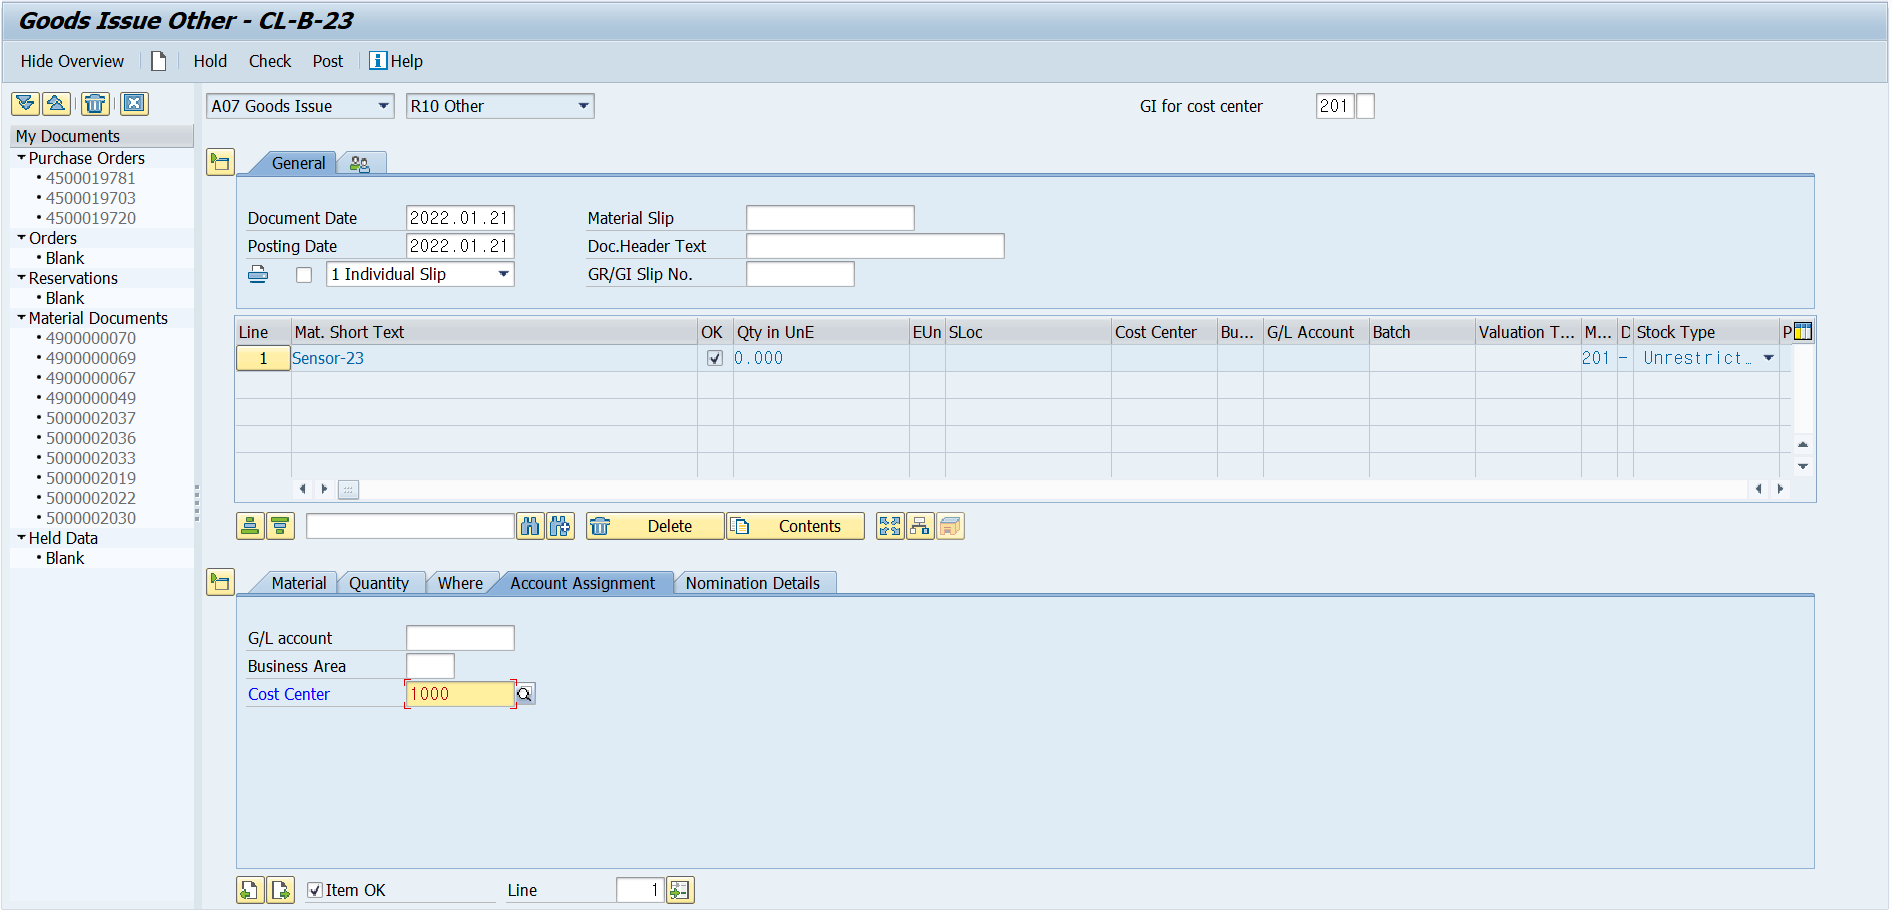 Goods Issue Other - CL-B-23
Hide Overview Hold Check Post Help
A07 Goods Issue R10 Other GI for cost center 201
My Documents
Purchase Orders
4500019781
4500019703
4500019720
Orders
Blank
Reservations
Blank
Material Documents
4900000070
4900000069
4900000067
4900000049
5000002037
5000002036
5000002033
5000002019
5000002022
5000002030
Held Data
Blank
General
Document Date 2022.01.21 Material Slip
Posting Date 2022.01.21 Doc.Header Text
1 Individual Slip GR/GI Slip No.
Line Mat. Short Text OK Qty in UnE EUn SLoc Cost Center Bu... G/L Account Batch Valuation T... M... D Stock Type P
1 Sensor-23 0.000 201 - Unrestrict…
Delete Contents
Material Quantity Where Account Assignment Nomination Details
G/L account
Business Area
Cost Center 1000
Item OK Line 1